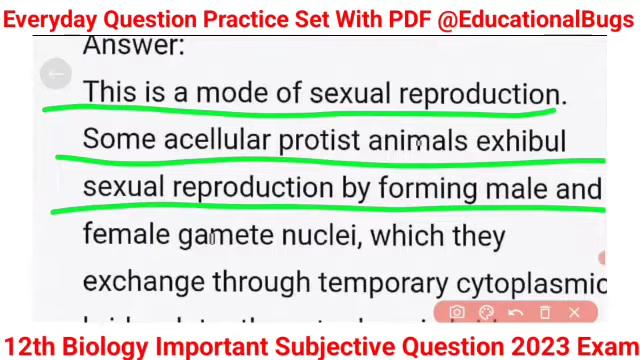 Everyday Question Practice Set With PDF @EducationalBugs
Answer:
This is a mode of sexual reproduction.
Some acellular protist animals exhibul
sexual reproduction by forming male and
female gamete nuclei, which they
exchange through temporary cytoplasmic
12th Biology Important Subjective Question 2023 Exam